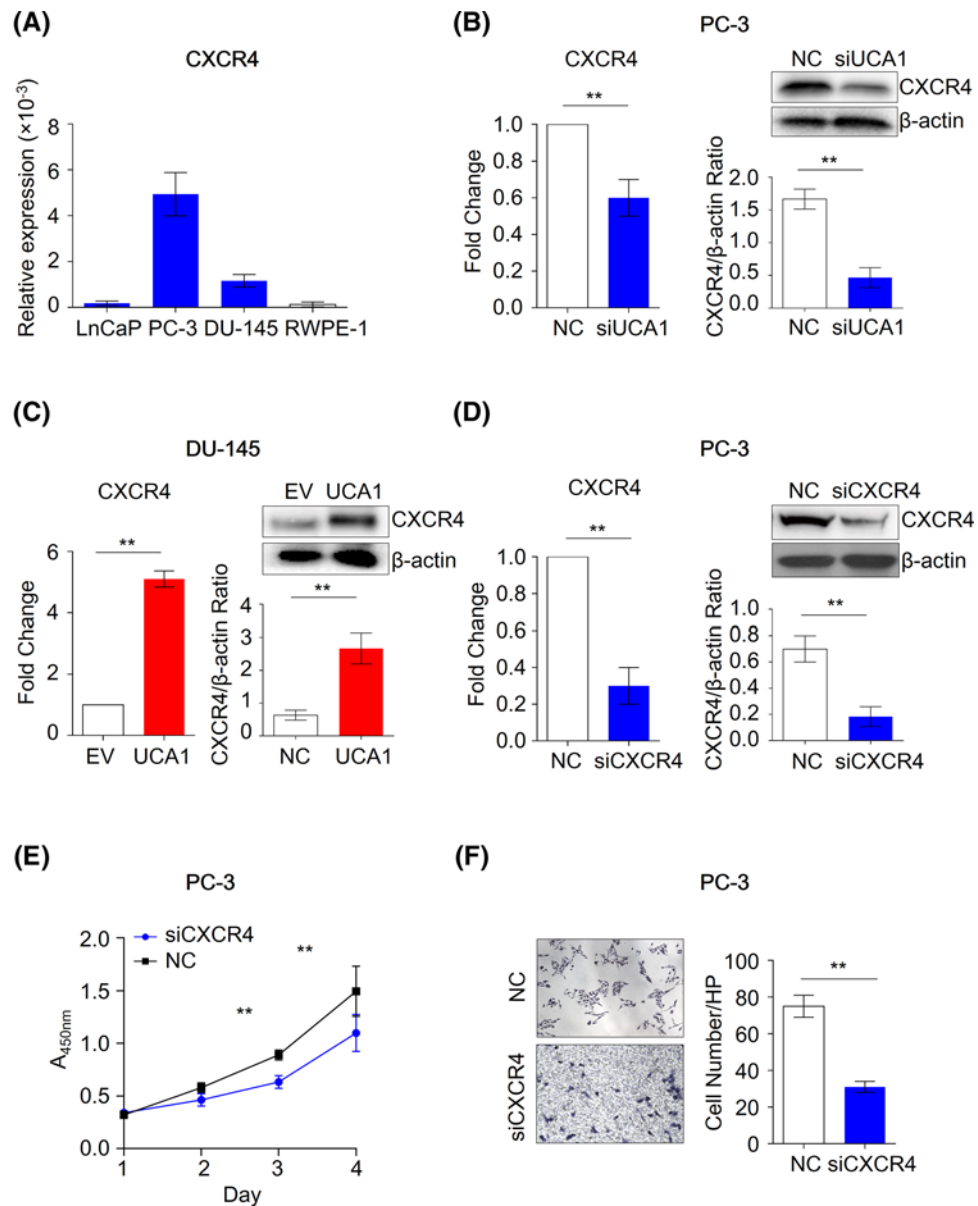 (A)
CXCR4
Relative expression (×10⁻³)
8
6
4
2
0
LnCaP PC-3 DU-145 RWPE-1
(B)
PC-3
CXCR4
**
Fold Change
1.0
0.8
0.6
0.4
0.2
0.0
NC siUCA1
NC siUCA1
CXCR4
β-actin
**
CXCR4/β-actin Ratio
2.0
1.5
1.0
0.5
0.0
NC siUCA1
(C)
DU-145
CXCR4
**
Fold Change
6
4
2
0
EV UCA1
EV UCA1
CXCR4
β-actin
**
CXCR4/β-actin Ratio
4
3
2
1
0
NC UCA1
(D)
PC-3
CXCR4
**
Fold Change
1.0
0.8
0.6
0.4
0.2
0.0
NC siCXCR4
NC siCXCR4
CXCR4
β-actin
**
CXCR4/β-actin Ratio
0.8
0.6
0.4
0.2
0.0
NC siCXCR4
(E)
PC-3
siCXCR4
NC
**
**
A450nm
2.0
1.5
1.0
0.5
0.0
1 2 3 4
Day
(F)
PC-3
NC
siCXCR4
**
Cell Number/HP
100
80
60
40
20
0
NC siCXCR4